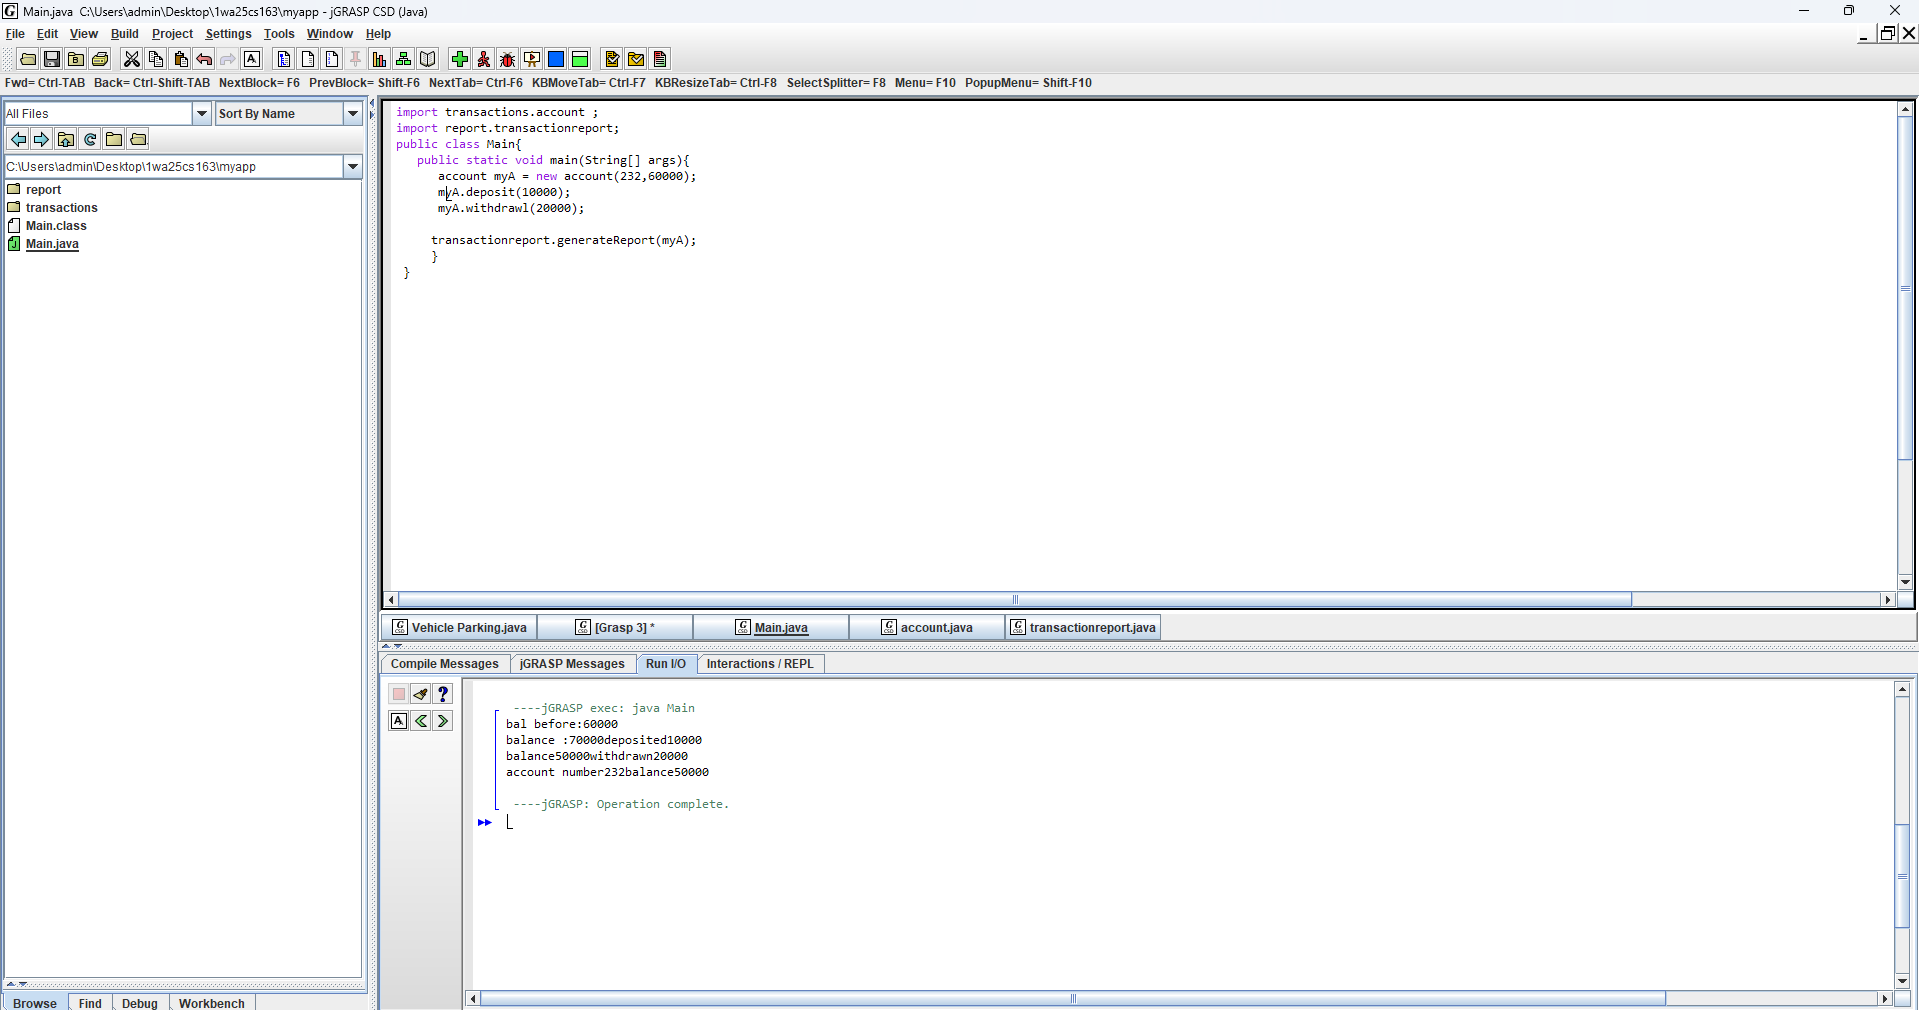 Main.java  C:\Users\admin\Desktop\1wa25cs163\myapp - jGRASP CSD (Java)
File  Edit  View  Build  Project  Settings  Tools  Window  Help
Fwd= Ctrl-TAB  Back= Ctrl-Shift-TAB  NextBlock= F6  PrevBlock= Shift-F6  NextTab= Ctrl-F6  KBMoveTab= Ctrl-F7  KBResizeTab= Ctrl-F8  SelectSplitter= F8  Menu= F10  PopupMenu= Shift-F10
All Files  Sort By Name
C:\Users\admin\Desktop\1wa25cs163\myapp
report
transactions
Main.class
Main.java
import transactions.account ;
import report.transactionreport;
public class Main{
   public static void main(String[] args){
      account myA = new account(232,60000);
      myA.deposit(10000);
      myA.withdrawl(20000);
     transactionreport.generateReport(myA);
     }
 }
Vehicle Parking.java  [Grasp 3] *  Main.java  account.java  transactionreport.java
Compile Messages  jGRASP Messages  Run I/O  Interactions / REPL
 ----jGRASP exec: java Main
bal before:60000
balance :70000deposited10000
balance50000withdrawn20000
account number232balance50000
 ----jGRASP: Operation complete.
Browse  Find  Debug  Workbench